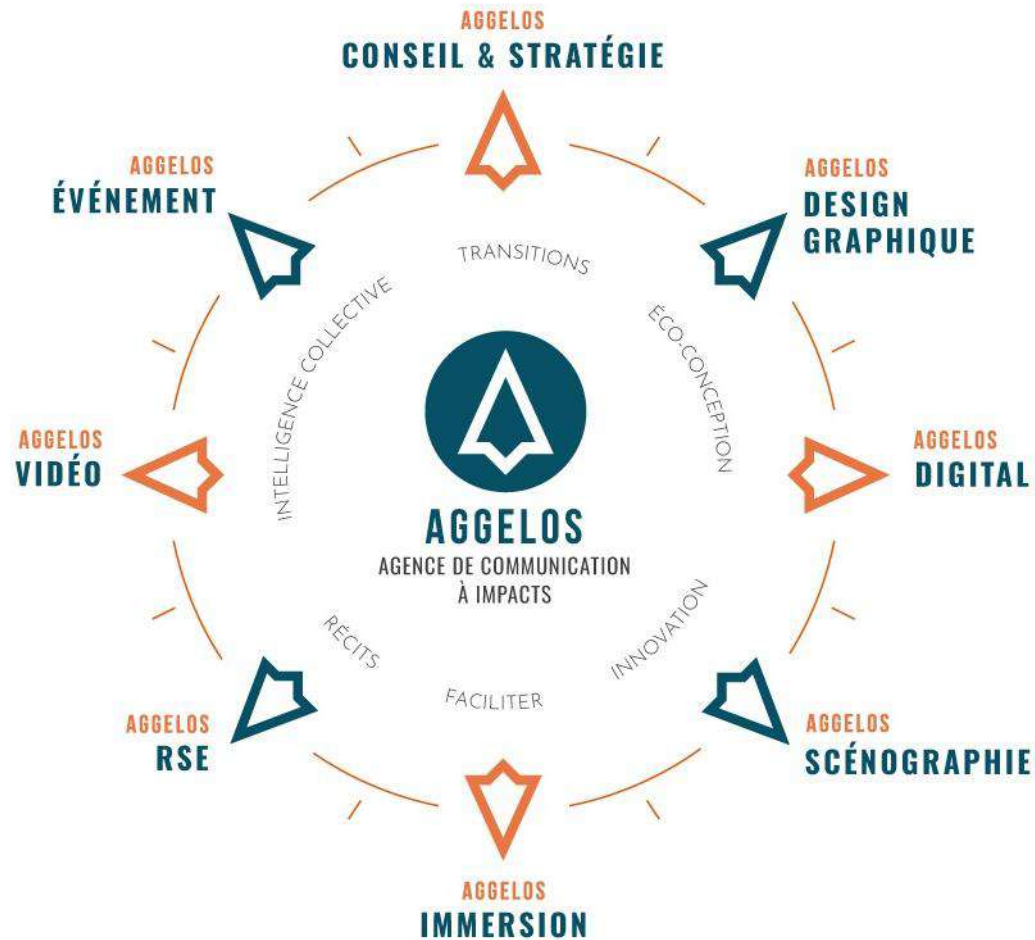 AGGELOS
CONSEIL & STRATÉGIE
AGGELOS
ÉVÉNEMENT
AGGELOS
DESIGN
GRAPHIQUE
TRANSITIONS
INTELLIGENCE COLLECTIVE
ÉCO-CONCEPTION
AGGELOS
VIDÉO
AGGELOS
DIGITAL
AGGELOS
AGENCE DE COMMUNICATION
À IMPACTS
RÉCITS
FACILITER
INNOVATION
AGGELOS
RSE
AGGELOS
SCÉNOGRAPHIE
AGGELOS
IMMERSION